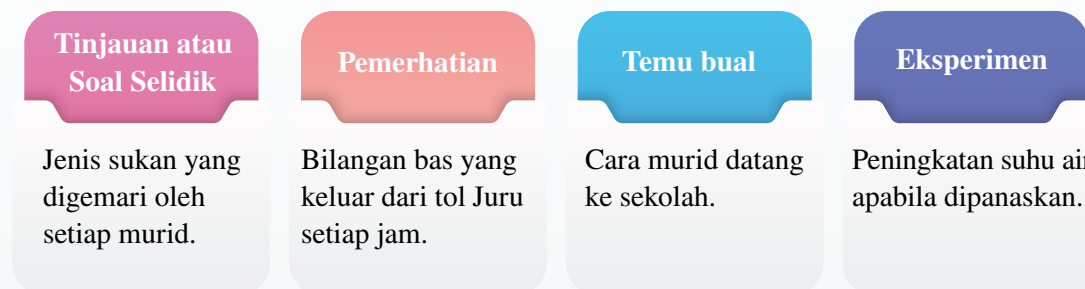 Tinjauan atau
Soal Selidik
Jenis sukan yang
digemari oleh
setiap murid.
Pemerhatian
Bilangan bas yang
keluar dari tol Juru
setiap jam.
Temu bual
Cara murid datang
ke sekolah.
Eksperimen
Peningkatan suhu air
apabila dipanaskan.